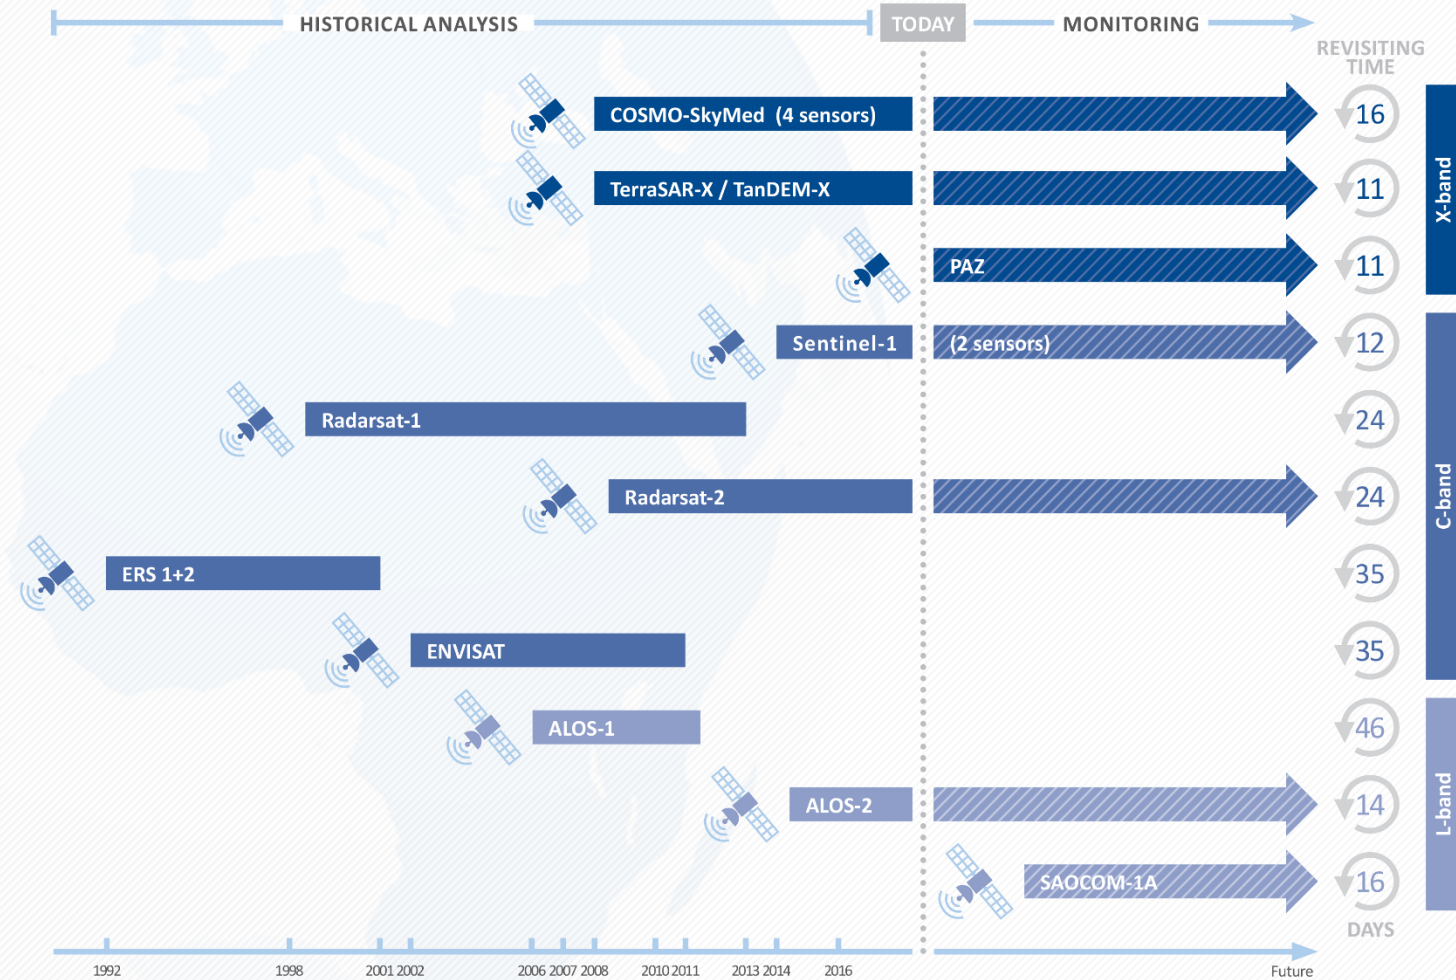 HISTORICAL ANALYSIS
TODAY
MONITORING
REVISITING
TIME
COSMO-SkyMed (4 sensors)
16
TerraSAR-X / TanDEM-X
11
PAZ
11
X-band
Sentinel-1
(2 sensors)
12
Radarsat-1
24
Radarsat-2
24
ERS 1+2
35
ENVISAT
35
C-band
ALOS-1
46
ALOS-2
14
SAOCOM-1A
16
L-band
DAYS
1992 1998 2001 2002 2006 2007 2008 2010 2011 2013 2014 2016 Future